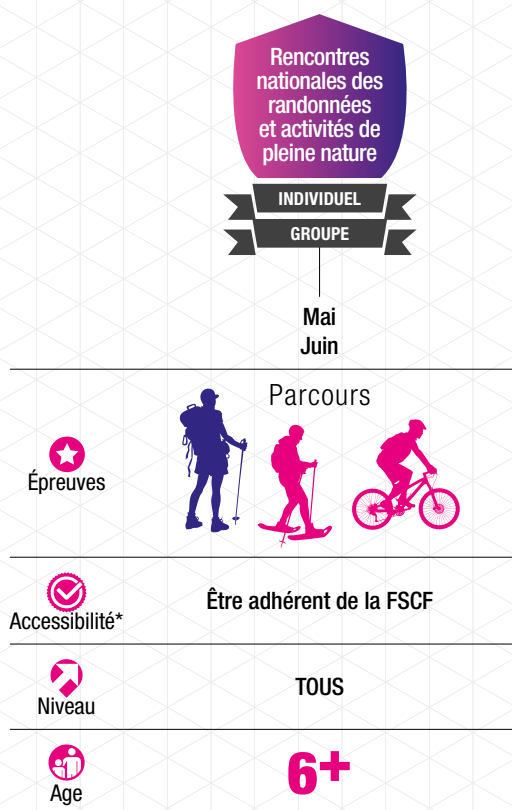 Rencontres
nationales des
randonnées
et activités de
pleine nature
INDIVIDUEL
GROUPE
Mai
Juin
Parcours
Épreuves
Être adhérent de la FSCF
Accessibilité*
TOUS
Niveau
6+
Age